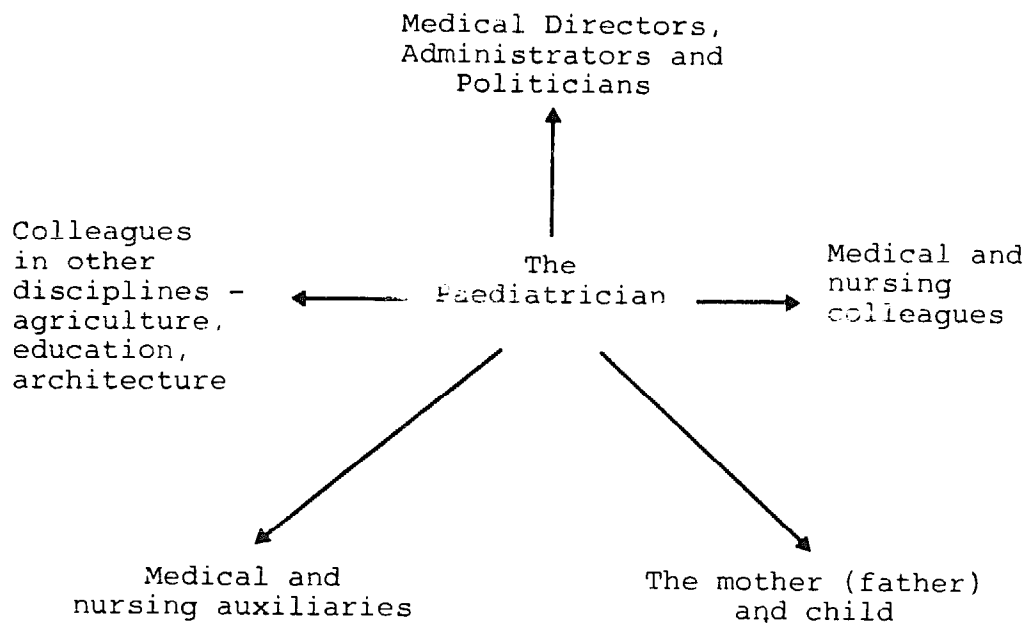 Medical Directors,
Administrators and
Politicians
Colleagues
in other
disciplines -
agriculture,
education,
architecture
The
Paediatrician
Medical and
nursing
colleagues
Medical and
nursing auxiliaries
The mother (father)
and child